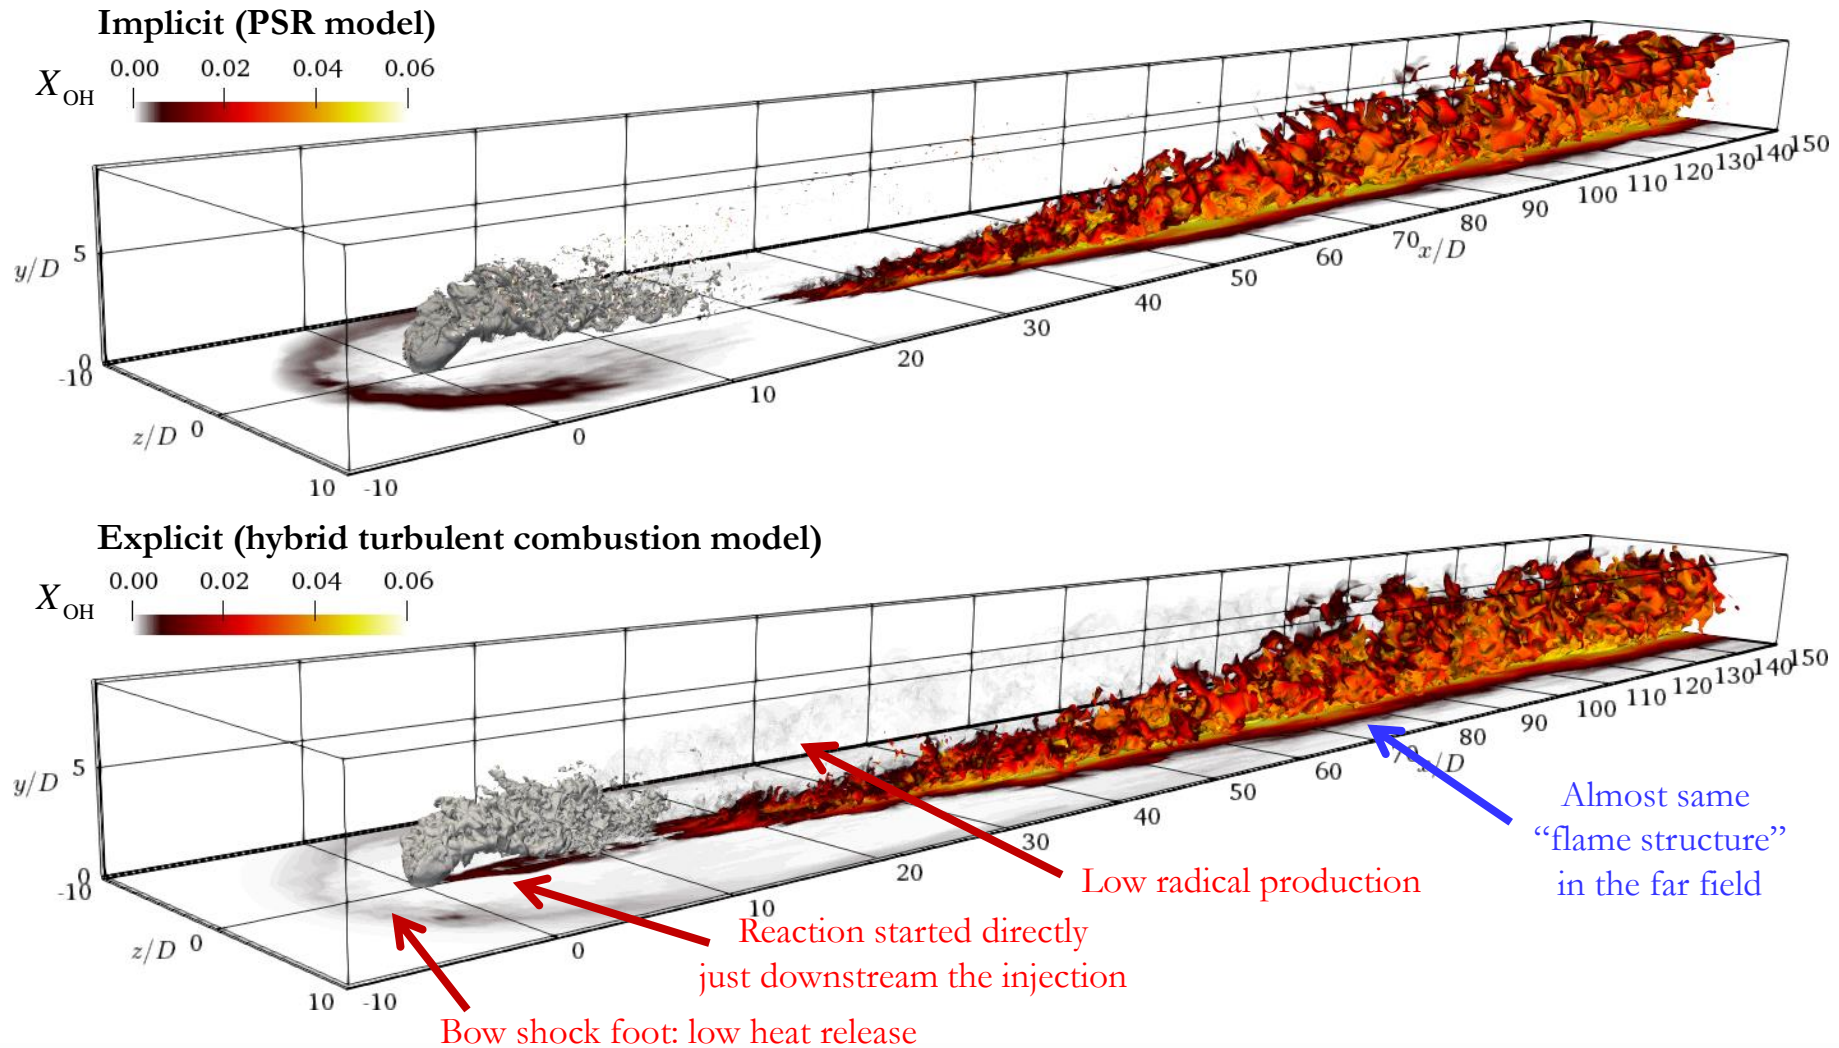 Implicit (PSR model)
X_OH
0.00 0.02 0.04 0.06
y/D
5
0
-10
z/D
0
10
-10
0
10
20
30
40
50
60
70
x/D
80
90
100
110
120
130
140
150
Explicit (hybrid turbulent combustion model)
X_OH
0.00 0.02 0.04 0.06
y/D
5
0
-10
z/D
0
10
-10
0
10
20
30
40
50
60
70
x/D
80
90
100
110
120
130
140
150
Almost same
“flame structure”
in the far field
Low radical production
Reaction started directly
just downstream the injection
Bow shock foot: low heat release